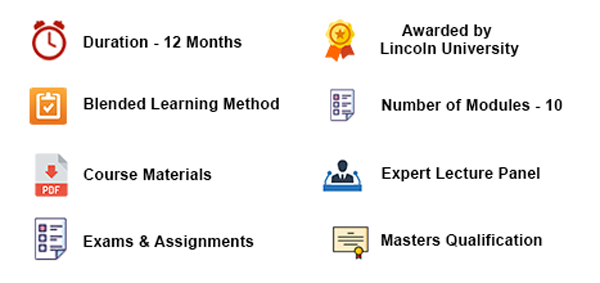 Duration - 12 Months
Awarded by
Lincoln University
Blended Learning Method
Number of Modules - 10
PDF
Course Materials
Expert Lecture Panel
Exams & Assignments
Masters Qualification